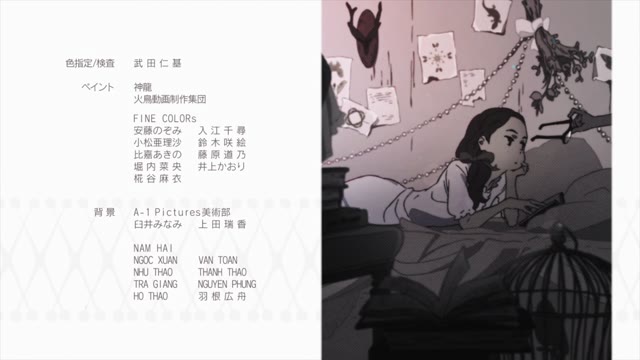 色指定/検査　武田仁基
ペイント　神龍
火鳥動画制作集団
FINE COLORs
安藤のぞみ　入江千尋
小松亜理沙　鈴木咲絵
比嘉あきの　藤原道乃
堀内菜央　井上かおり
椛谷麻衣
背景　A-1 Pictures美術部
臼井みなみ　上田瑞香
NAM HAI
NGOC XUAN　VAN TOAN
NHU THAO　THANH THAO
TRA GIANG　NGUYEN PHUNG
HO THAO　羽根広舟